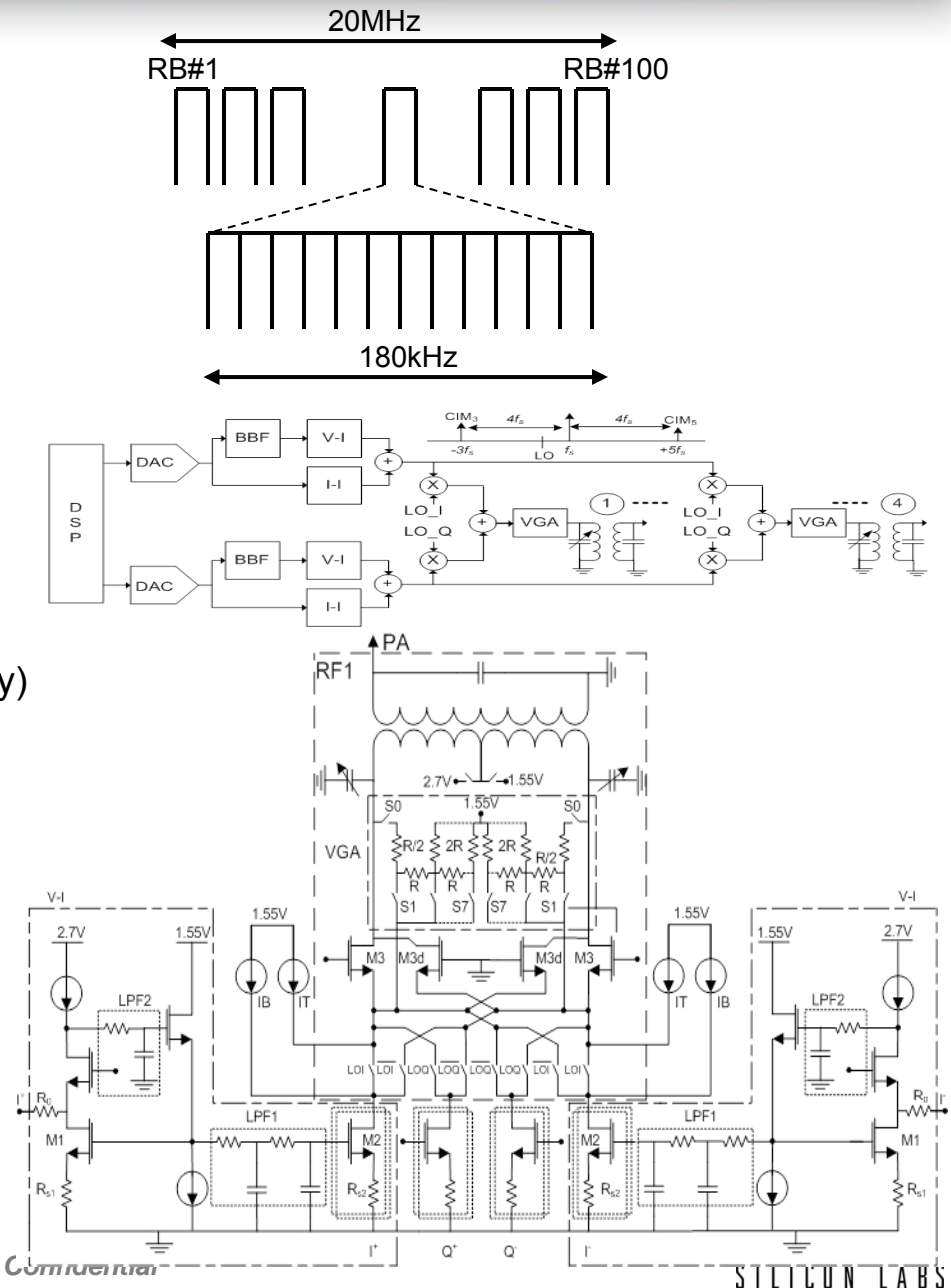 20MHz
RB#1 RB#100
180kHz
CIM3 4fs 4fs CIM5
-3fs LO fs +5fs
DSP
DAC BBF V-I
I-I
+
X X
LO_I LO_I
LO_Q LO_Q
+ VGA 1 + VGA 4
X X
DAC BBF V-I
I-I
+
y)
PA
RF1
2.7V 1.55V
S0 1.55V S0
VGA R/2 2R 2R R/2
R R R R
S1 S7 S7 S1
V-I V-I
2.7V 1.55V 1.55V 1.55V 1.55V 2.7V
M3 M3d M3d M3
LPF2 IB IT IT IB LPF2
LOI LOI LOQ LOQ LOQ LOQ LOI LOI
I+ R0 R0 I-
LPF1 LPF1
M1 M2 M2 M1
Rs1 Rs2 Rs2 Rs1
I+ Q+ Q- I-
Confidential
SILICON LABS